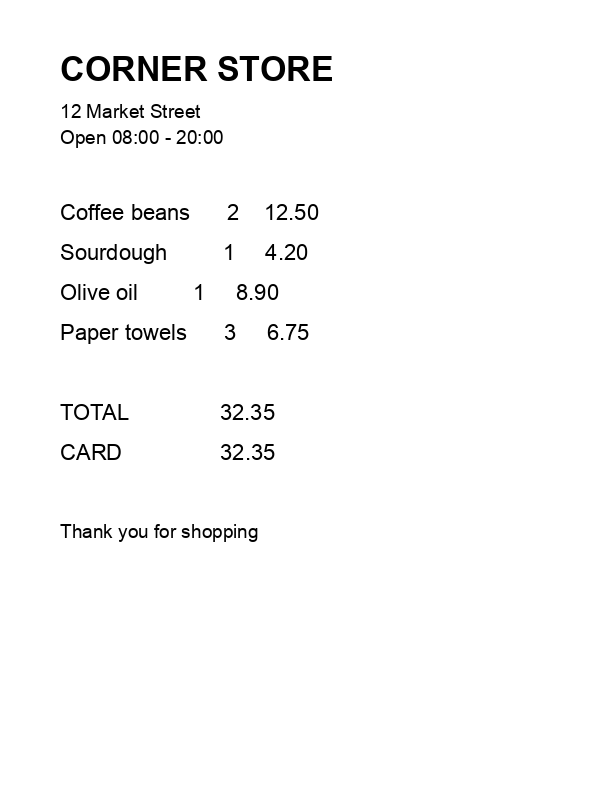 CORNER STORE
12 Market Street
Open 08:00 - 20:00
Coffee beans 2 12.50
Sourdough 1 4.20
Olive oil 1 8.90
Paper towels 3 6.75
TOTAL 32.35
CARD 32.35
Thank you for shopping